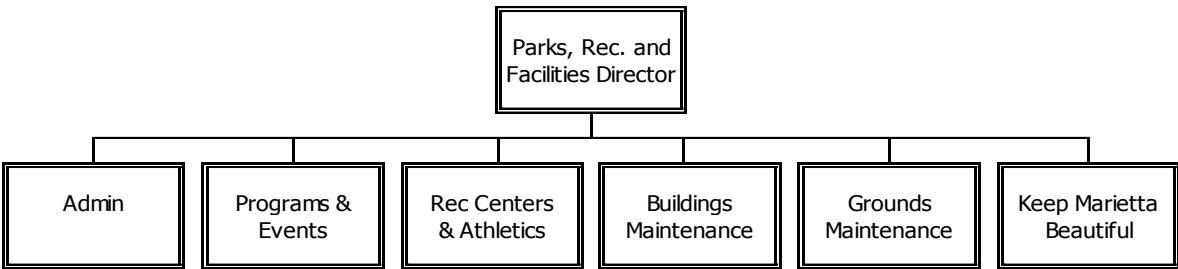 Parks, Rec. and
Facilities Director
Admin
Programs &
Events
Rec Centers
& Athletics
Buildings
Maintenance
Grounds
Maintenance
Keep Marietta
Beautiful